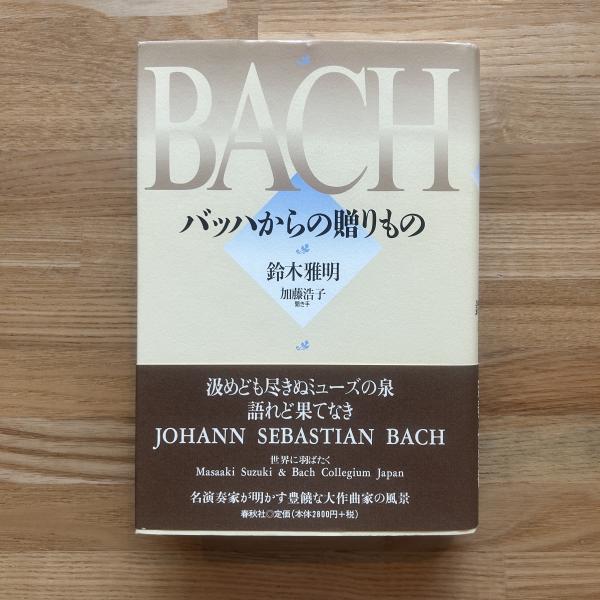 BACH
バッハからの贈りもの
鈴木雅明
加藤浩子
聞き手
汲めども尽きぬミューズの泉
語れど果てなき
JOHANN SEBASTIAN BACH
世界に羽ばたく
Masaaki Suzuki & Bach Collegium Japan
名演奏家が明かす豊饒な大作曲家の風景
春秋社◎定価(本体2800円+税)